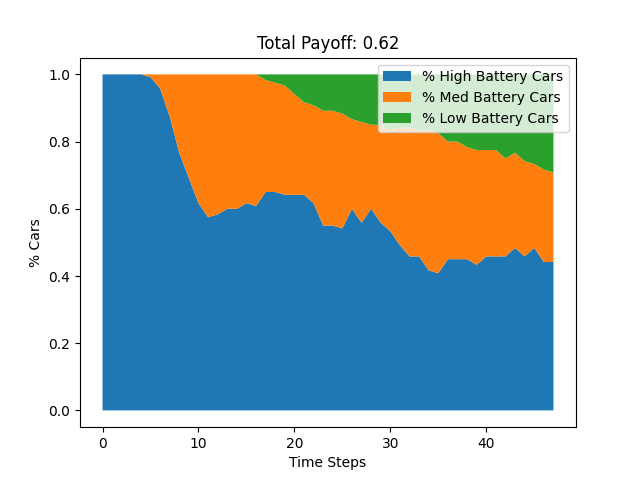 Total Payoff: 0.62
1.0
0.8
0.6
0.4
0.2
0.0
% Cars
% High Battery Cars
% Med Battery Cars
% Low Battery Cars
0 10 20 30 40
Time Steps